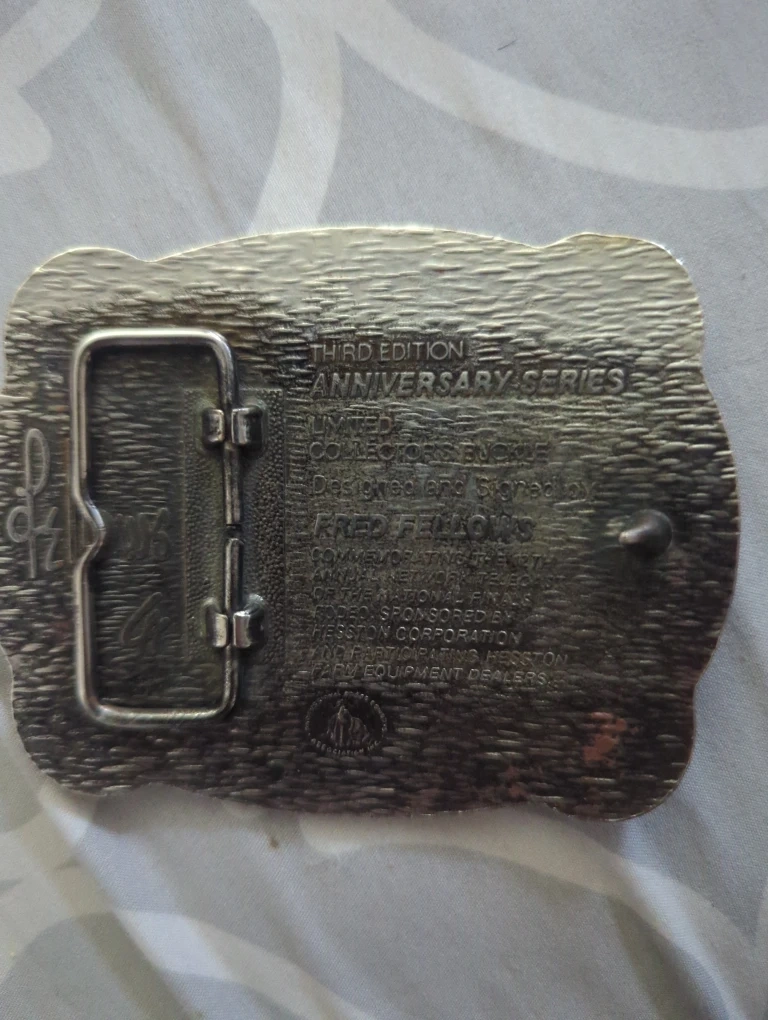 THIRD EDITION
ANNIVERSARY SERIES
LIMITED
COLLECTOR'S BUCKLE
Designed and Signed by
FRED FELLOWS
COMMEMORATING THE
ANNUAL NETWORK TELECAST
OF THE NATIONAL FINALS
RODEO SPONSORED BY
HESSTON CORPORATION
AND PARTICIPATING HESSTON
FARM EQUIPMENT DEALERS
ASSOCIATION